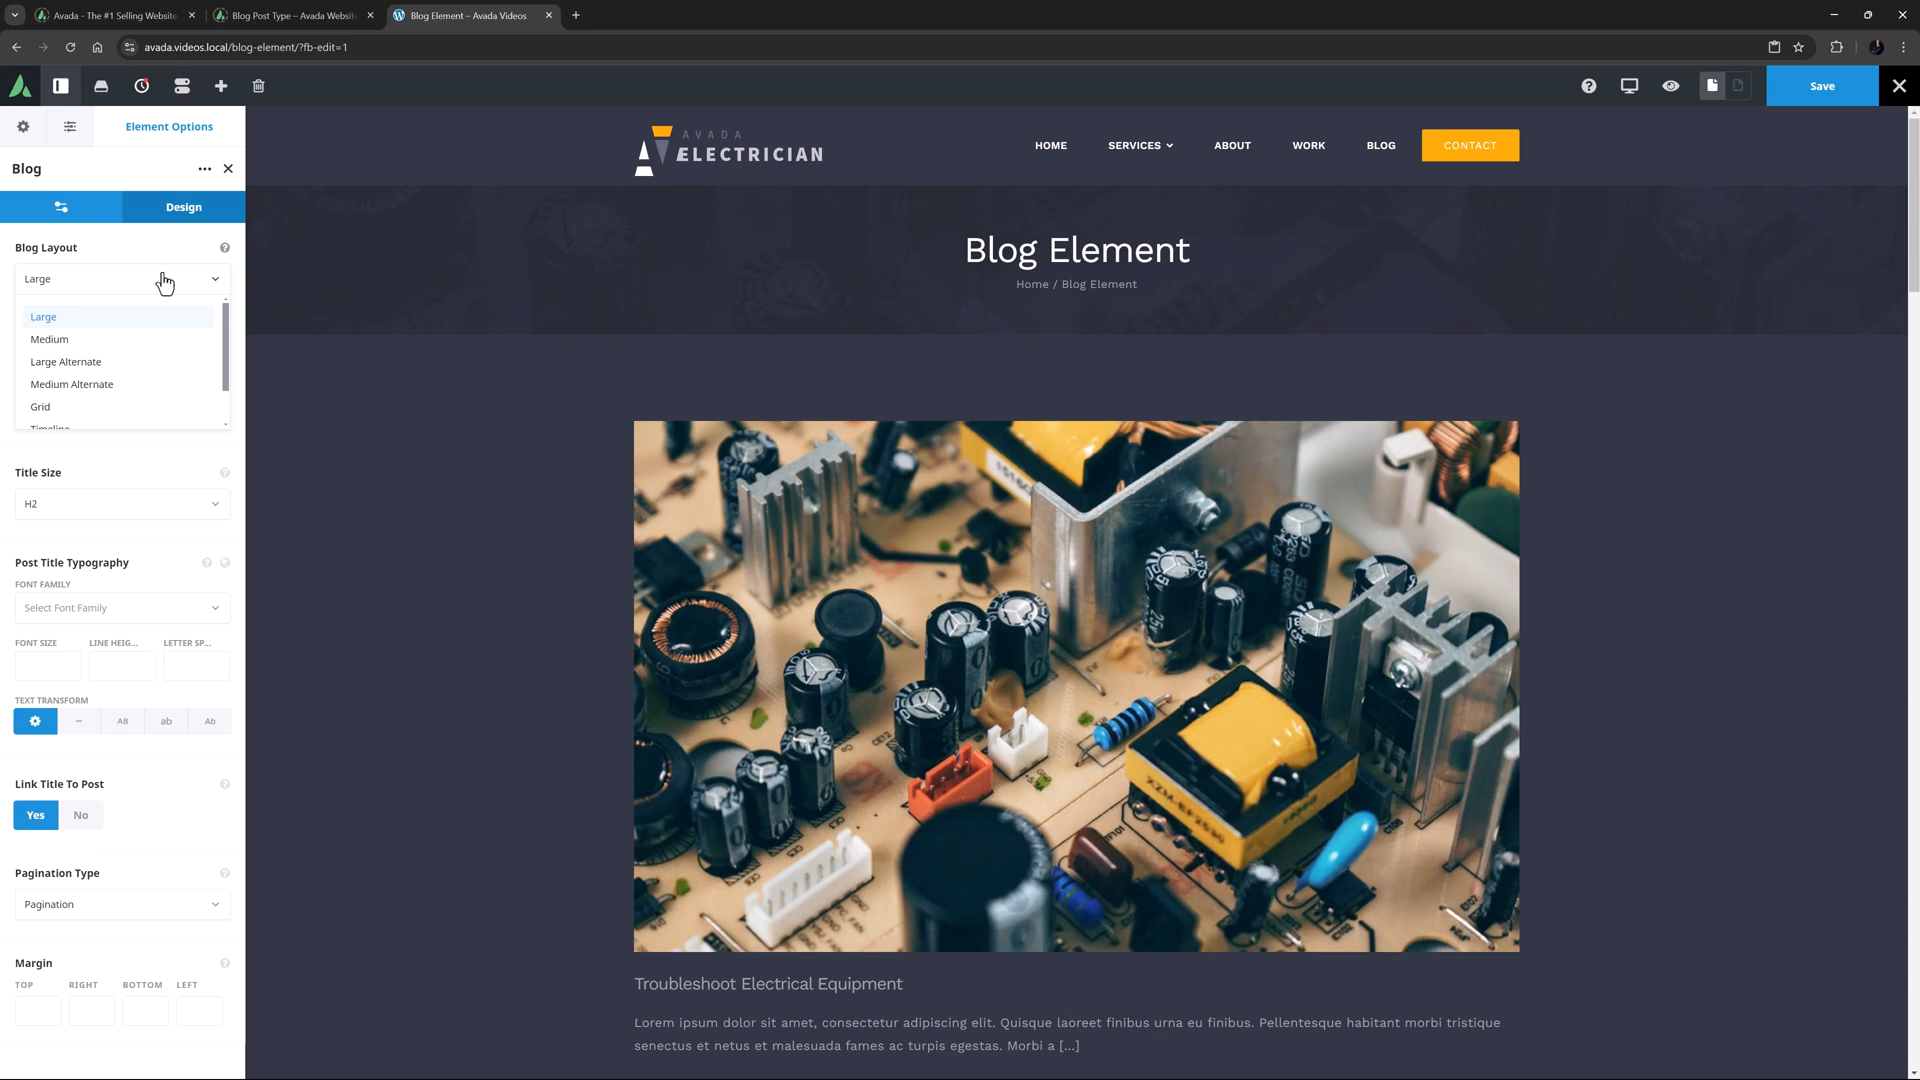 Avada - The #1 Selling Website
Blog Post Type – Avada Website
Blog Element – Avada Videos
avada.videos.local/blog-element/?fb-edit=1
Save
Element Options
Blog
Design
Blog Layout
Large
Large
Medium
Large Alternate
Medium Alternate
Grid
Timeline
Title Size
H2
Post Title Typography
FONT FAMILY
Select Font Family
FONT SIZE
LINE HEIG...
LETTER SP...
TEXT TRANSFORM
AB
ab
Ab
Link Title To Post
Yes
No
Pagination Type
Pagination
Margin
TOP
RIGHT
BOTTOM
LEFT
AVADA
ELECTRICIAN
HOME
SERVICES
ABOUT
WORK
BLOG
CONTACT
Blog Element
Home / Blog Element
Troubleshoot Electrical Equipment
Lorem ipsum dolor sit amet, consectetur adipiscing elit. Quisque laoreet finibus urna eu finibus. Pellentesque habitant morbi tristique
senectus et netus et malesuada fames ac turpis egestas. Morbi a [...]